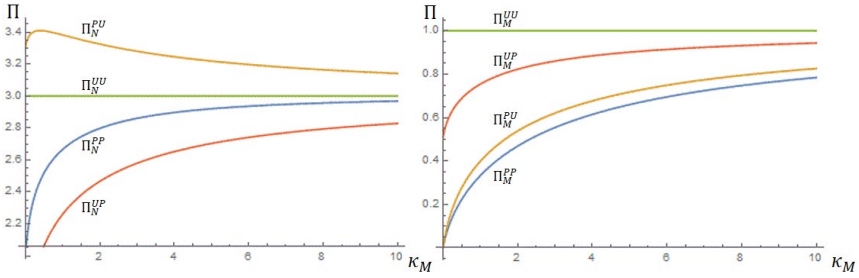 Π
3.4
3.2
3.0
2.8
2.6
2.4
2.2
Π_N^{PU}
Π_N^{UU}
Π_N^{PP}
Π_N^{UP}
0 2 4 6 8 10
κ_M
Π
1.0
0.8
0.6
0.4
0.2
Π_M^{UU}
Π_M^{UP}
Π_M^{PU}
Π_M^{PP}
0 2 4 6 8 10
κ_M